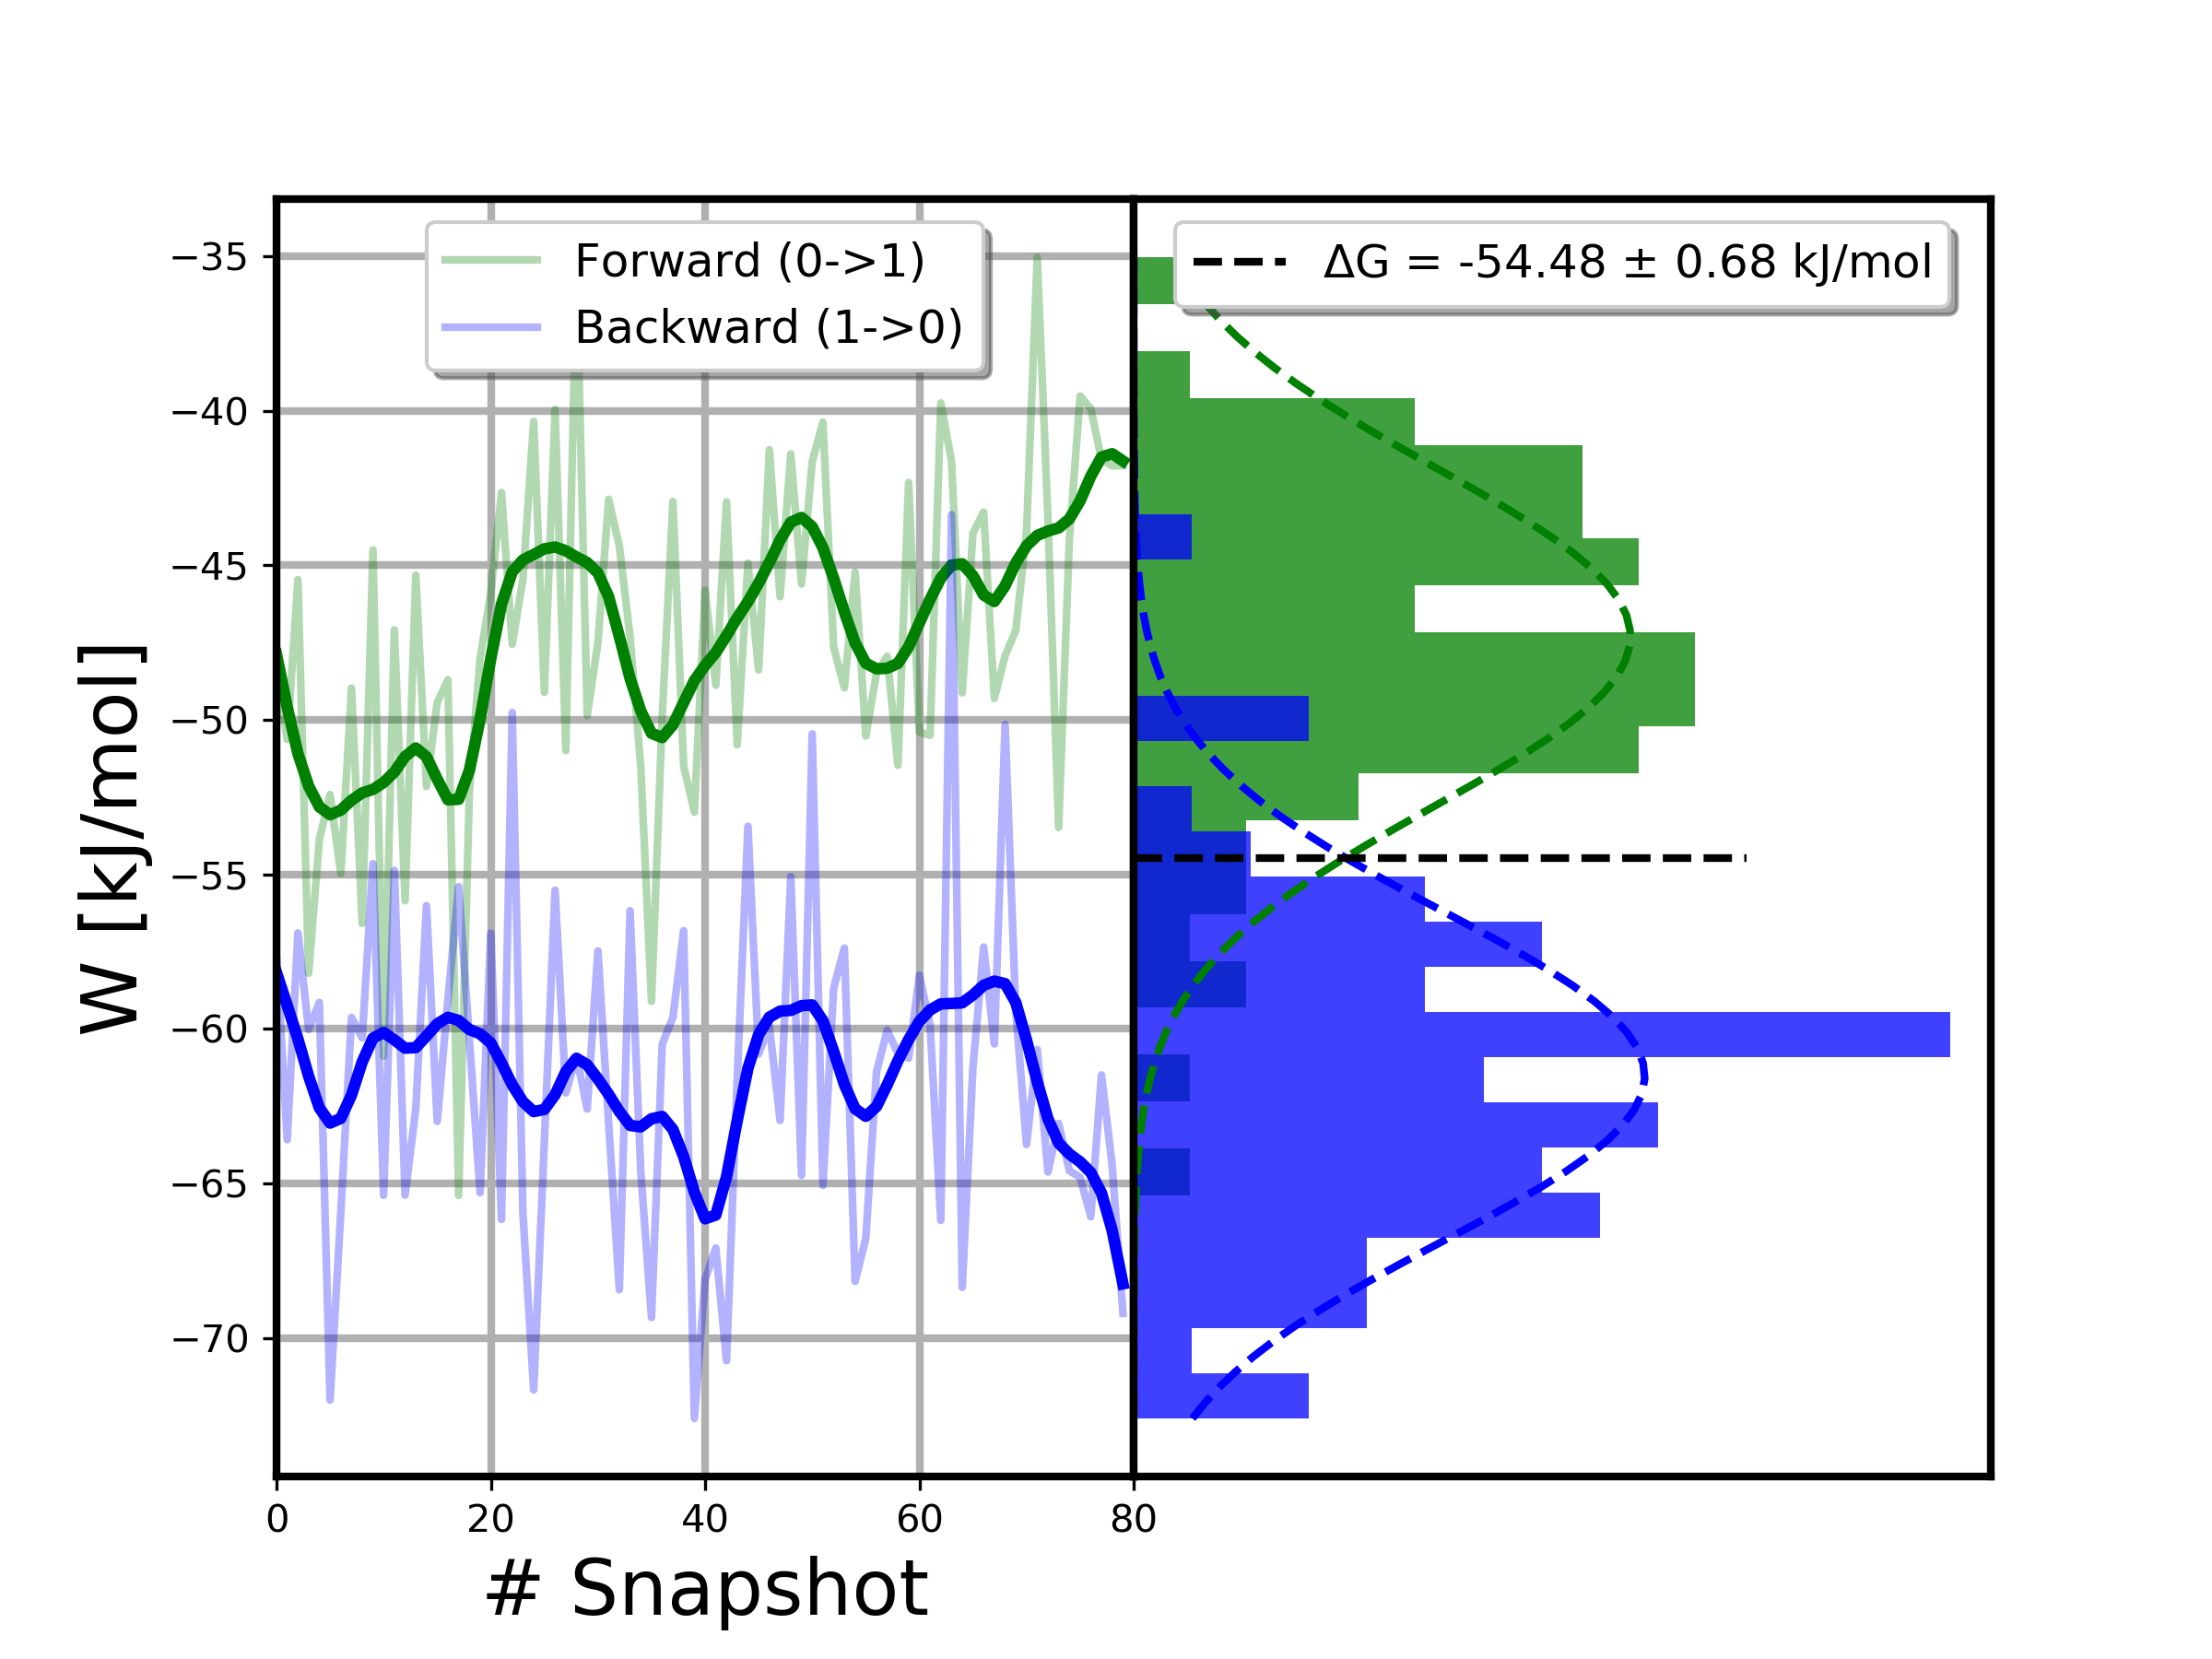 Forward (0->1)
Backward (1->0)
ΔG = -54.48 ± 0.68 kJ/mol
W [kJ/mol]
−35
−40
−45
−50
−55
−60
−65
−70
0 20 40 60 80
# Snapshot